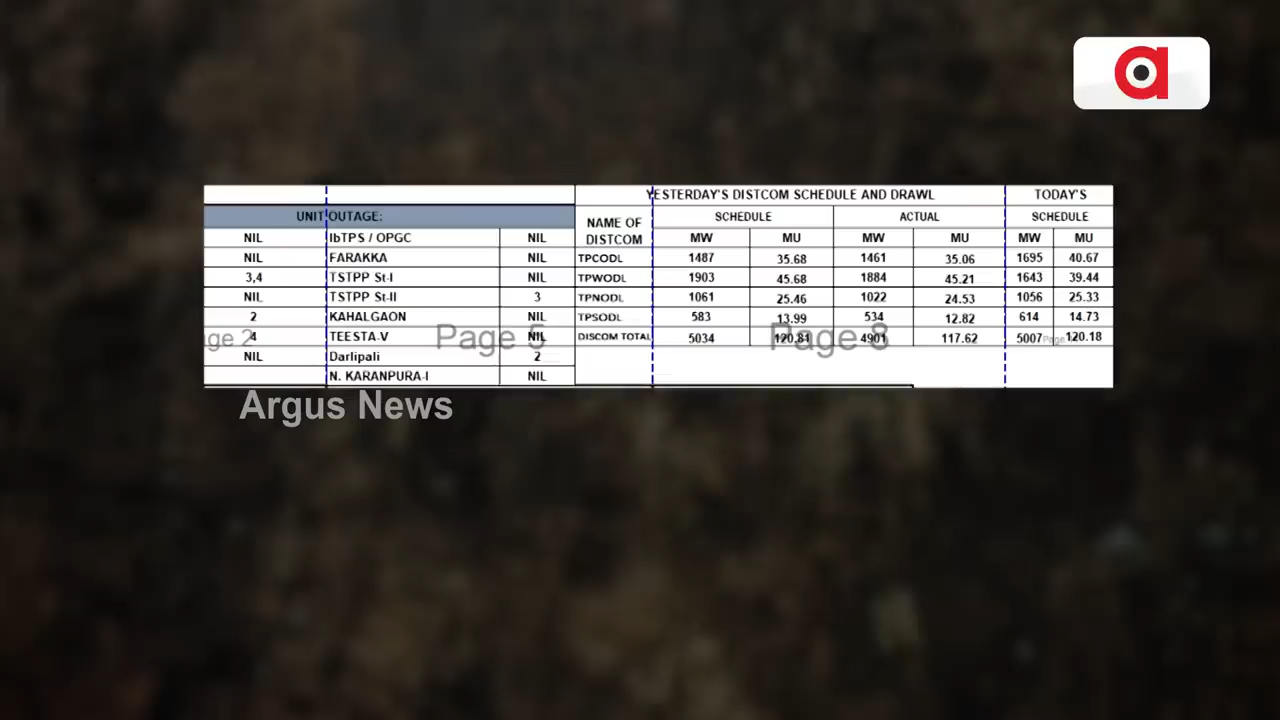 a
YESTERDAY'S DISTCOM SCHEDULE AND DRAWL TODAY'S
UNIT OUTAGE: NAME OF DISTCOM SCHEDULE ACTUAL SCHEDULE
NIL IbTPS / OPGC NIL MW MU MW MU MW MU
NIL FARAKKA NIL TPCODL 1487 35.68 1461 35.06 1695 40.67
3,4 TSTPP St-I NIL TPWODL 1903 45.68 1884 45.21 1643 39.44
NIL TSTPP St-II 3 TPNODL 1061 25.46 1022 24.53 1056 25.33
2 KAHALGAON NIL TPSODL 583 13.99 534 12.82 614 14.73
4 TEESTA-V NIL DISCOM TOTAL 5034 120.81 4901 117.62 5007 120.18
ge 2 Page 5 Page 8 Page
NIL Darlipali 2
N. KARANPURA-I NIL
Argus News